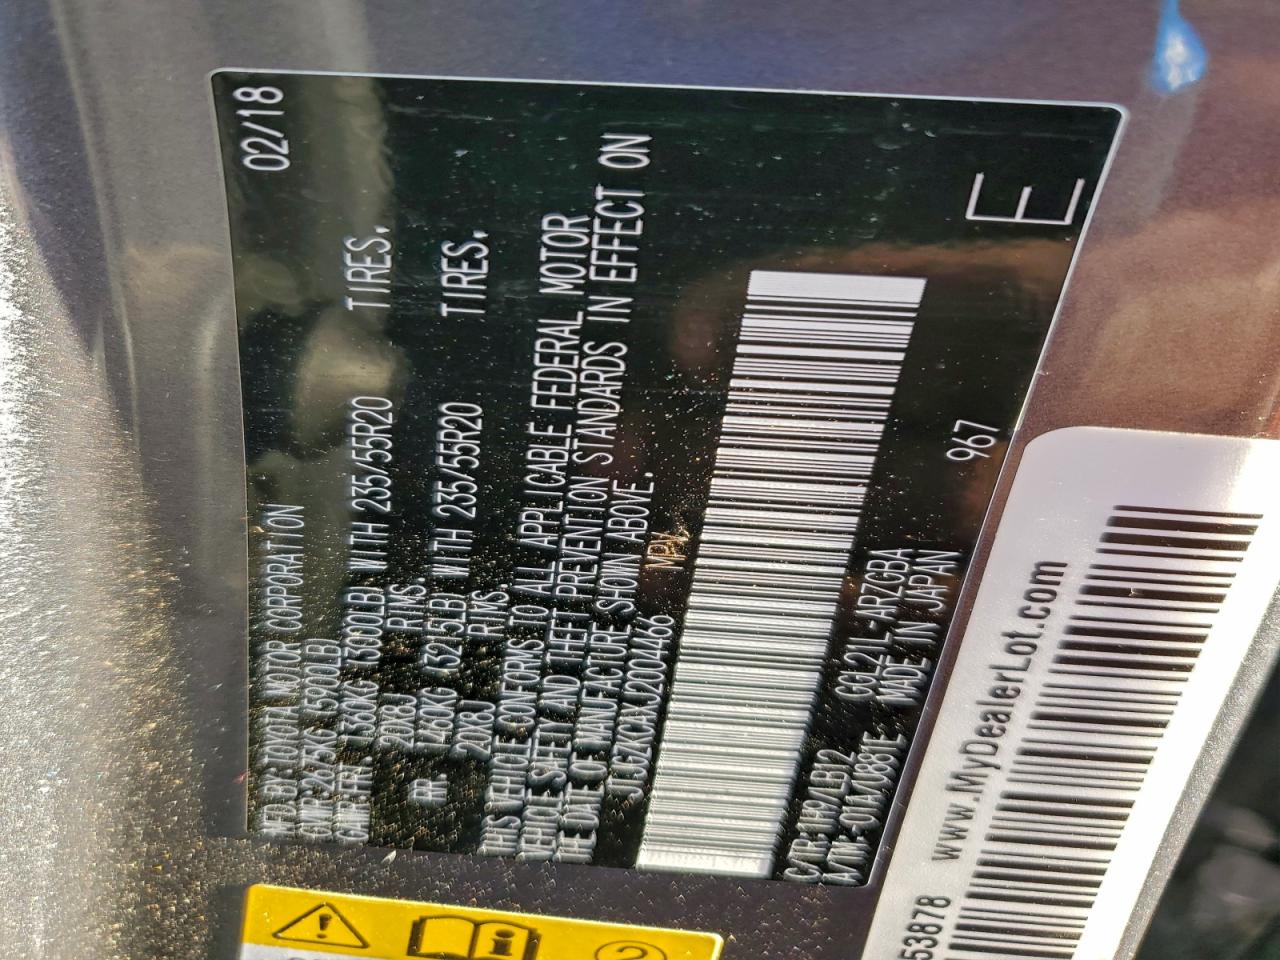 MFD. BY: TOYOTA MOTOR CORPORATION 02/18
GVWR 2675KG ( 5900LB)
GAWR FR. 1360KG (3000LB) WITH 235/55R20 TIRES,
20X8J RIMS.
RR. 1460KG (3215LB) WITH 235/55R20 TIRES,
20X8J RIMS.
THIS VEHICLE CONFORMS TO ALL APPLICABLE FEDERAL MOTOR
VEHICLE SAFETY AND THEFT PREVENTION STANDARDS IN EFFECT ON
THE DATE OF MANUFACTURE SHOWN ABOVE.
MPV
C/TR:1F9/LB12 GGL21L-ARZGBA
MADE IN JAPAN
967
E
53878 www.MyDealerLot.com